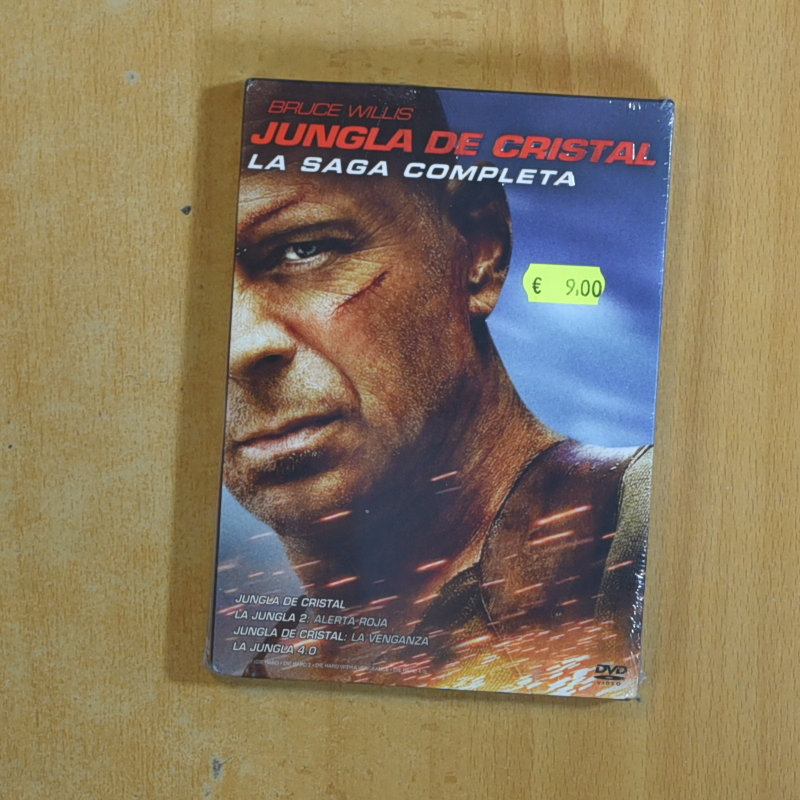 BRUCE WILLIS
JUNGLA DE CRISTAL
LA SAGA COMPLETA
€ 9,00
JUNGLA DE CRISTAL
LA JUNGLA 2: ALERTA ROJA
JUNGLA DE CRISTAL: LA VENGANZA
LA JUNGLA 4.0
DVD
VIDEO